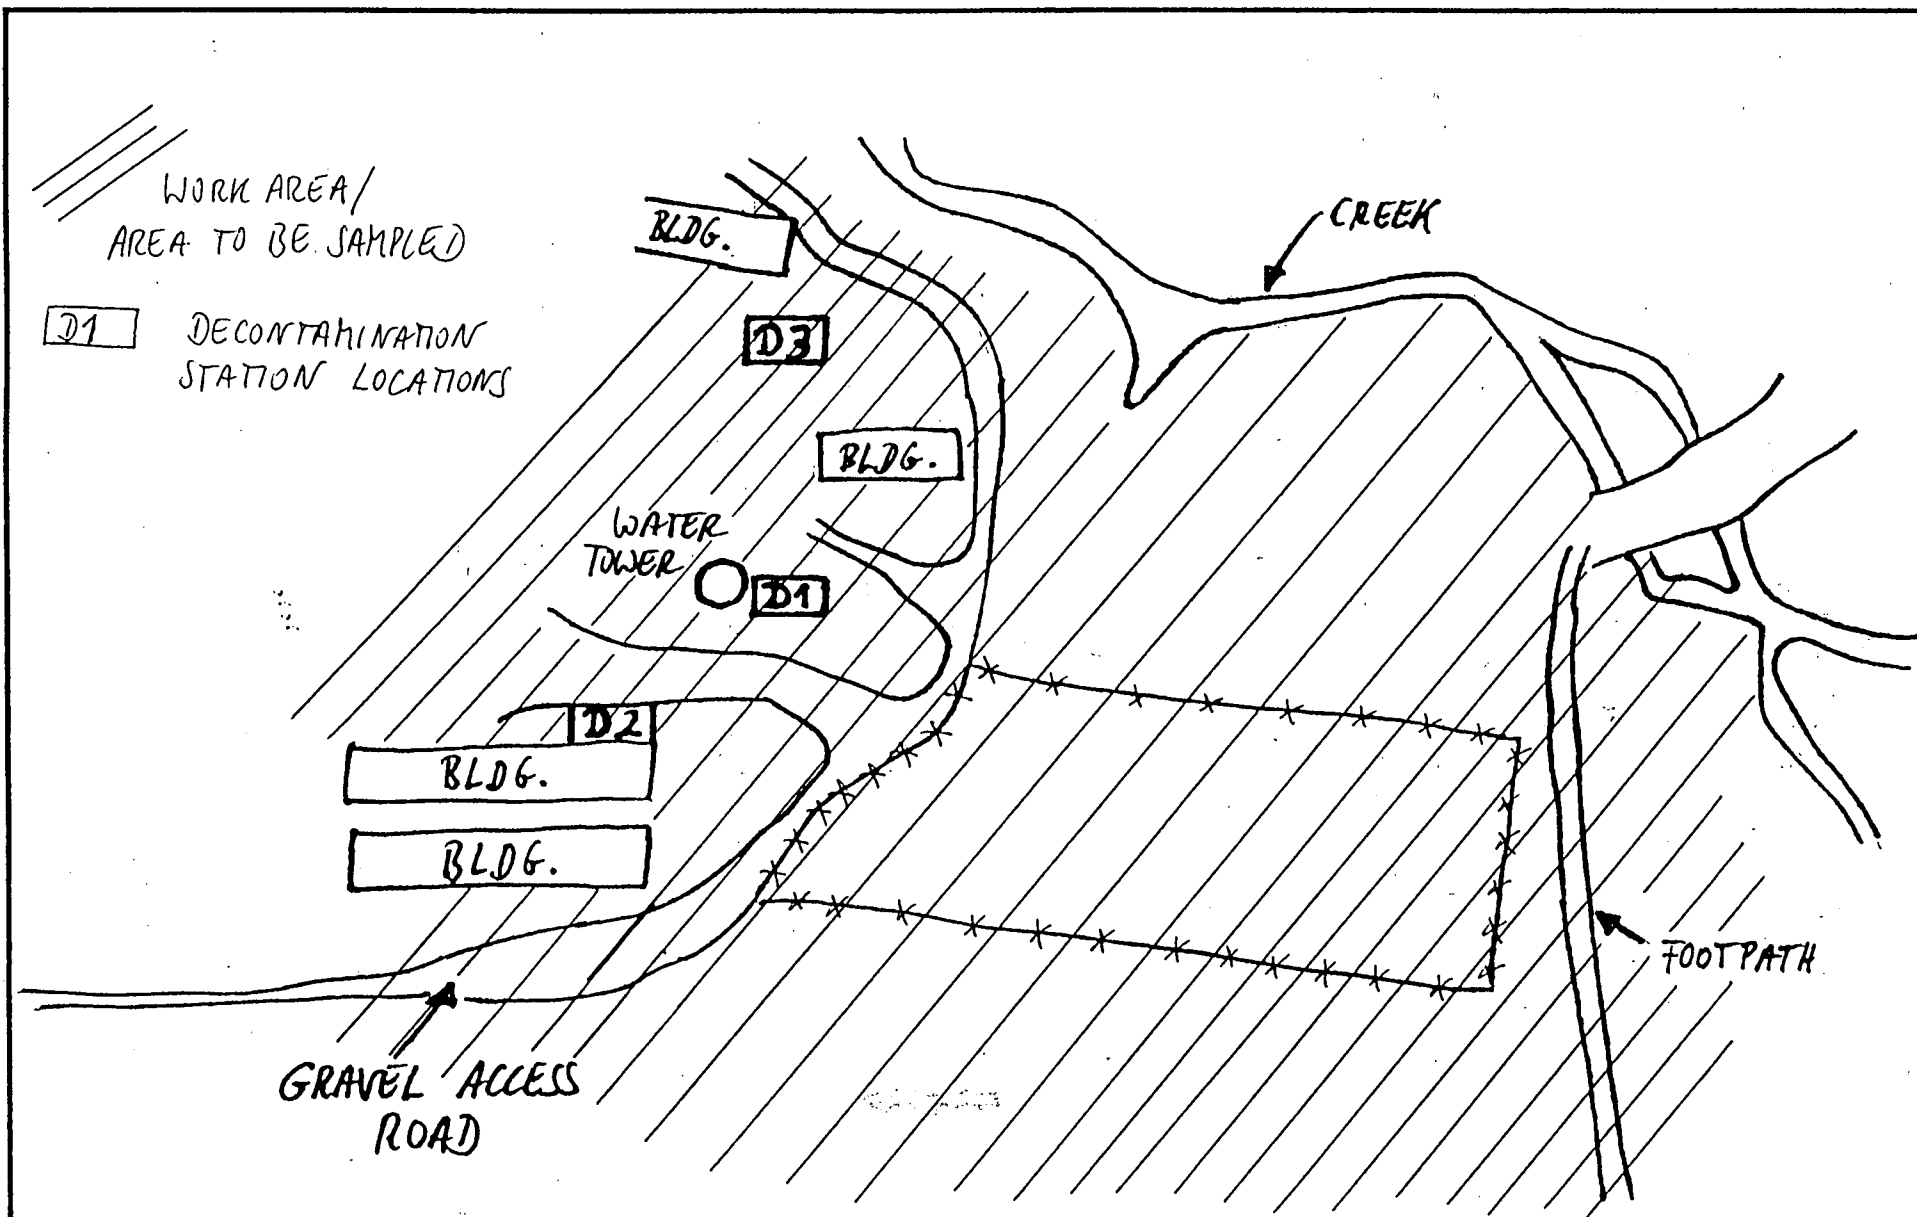 WORK AREA/
AREA TO BE SAMPLED
D1
DECONTAMINATION
STATION LOCATIONS
BLDG.
CREEK
D3
BLDG.
WATER
TOWER
D1
D2
BLDG.
BLDG.
FOOTPATH
GRAVEL ACCESS
ROAD